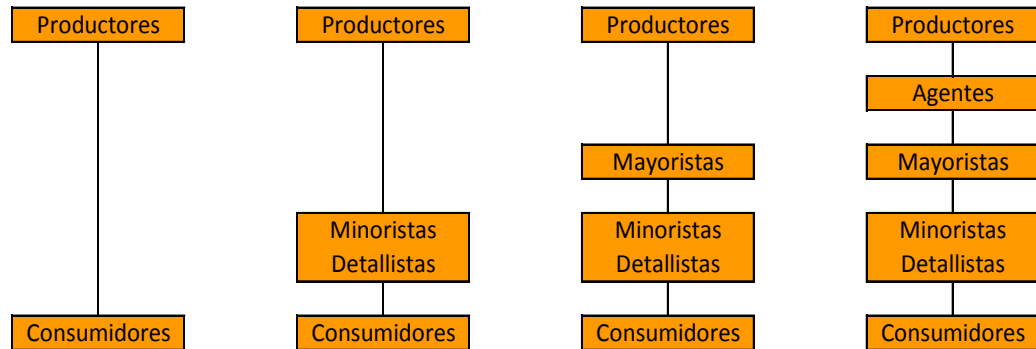 Productores
Productores
Productores
Productores
Agentes
Mayoristas
Mayoristas
Minoristas
Detallistas
Minoristas
Detallistas
Minoristas
Detallistas
Consumidores
Consumidores
Consumidores
Consumidores